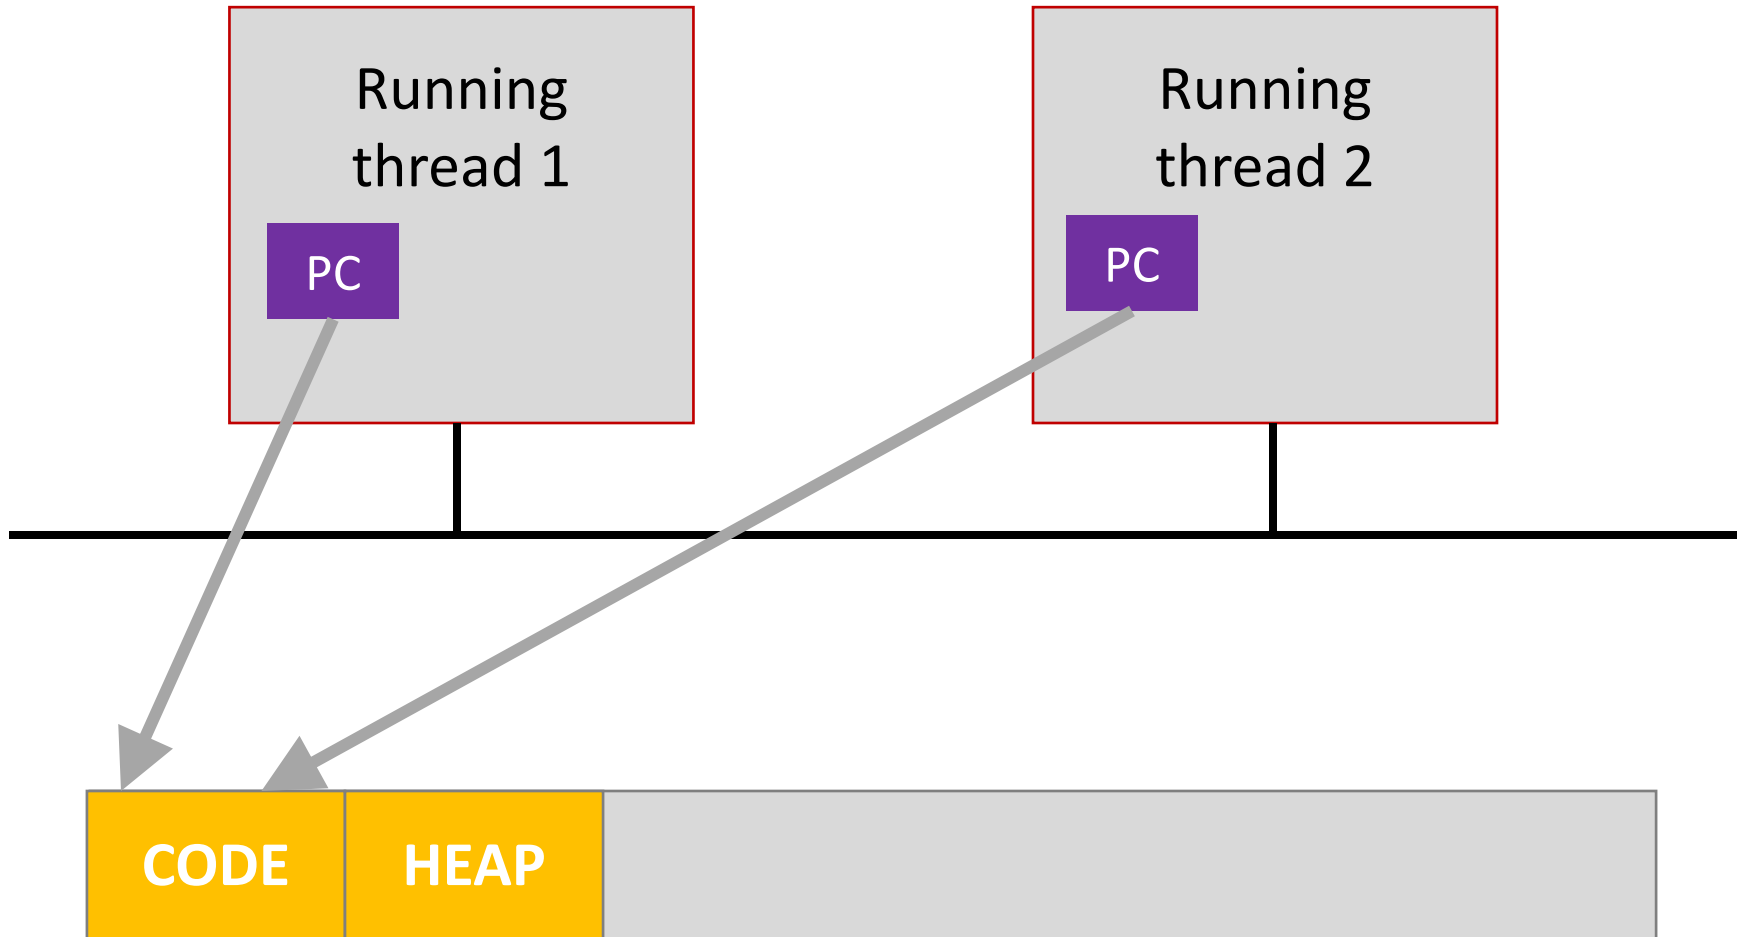 Running
thread 1
PC
Running
thread 2
PC
CODE
HEAP